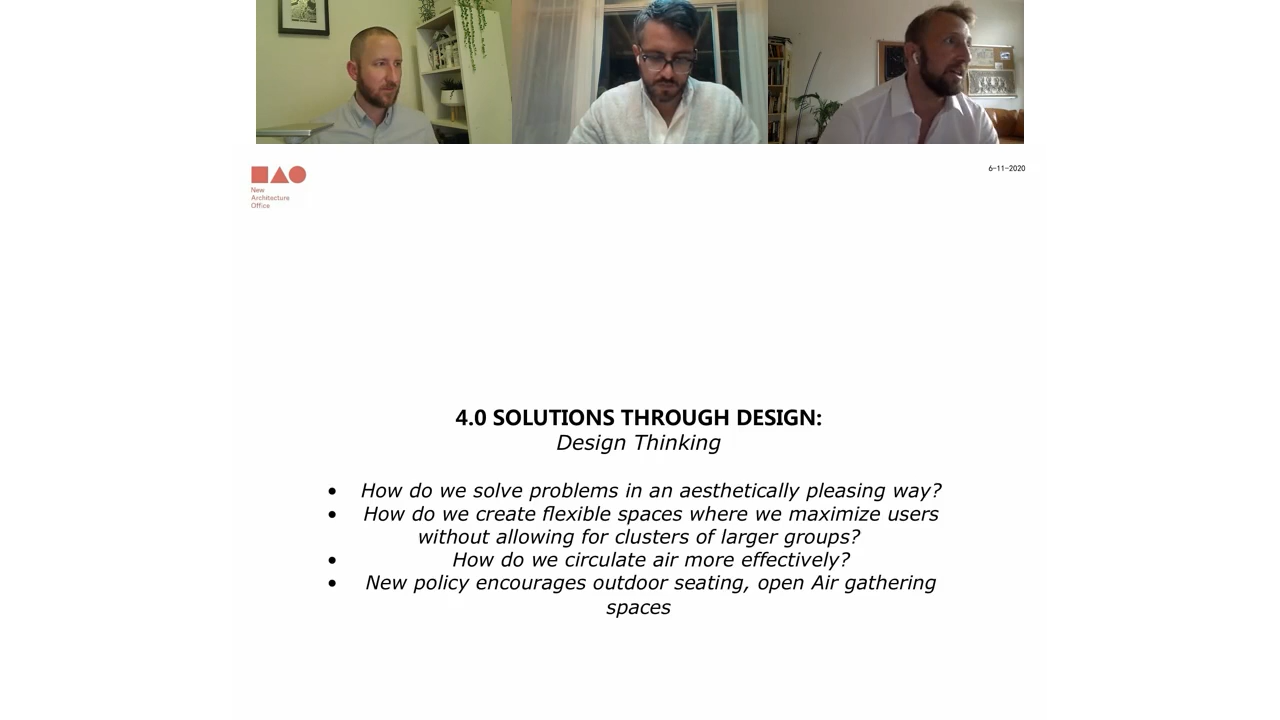 6-11-2020
New
Architecture
Office
4.0 SOLUTIONS THROUGH DESIGN:
Design Thinking
• How do we solve problems in an aesthetically pleasing way?
• How do we create flexible spaces where we maximize users
without allowing for clusters of larger groups?
• How do we circulate air more effectively?
• New policy encourages outdoor seating, open Air gathering
spaces